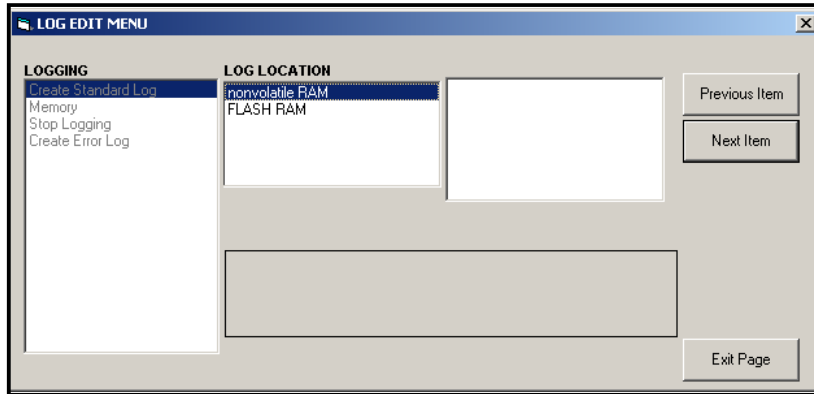 LOG EDIT MENU
LOGGING
Create Standard Log
Memory
Stop Logging
Create Error Log
LOG LOCATION
nonvolatile RAM
FLASH RAM
Previous Item
Next Item
Exit Page